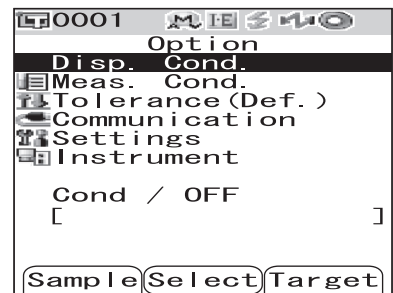 0001 M I·E
Option
Disp. Cond.
Meas. Cond.
Tolerance(Def.)
Communication
Settings
Instrument
Cond / OFF
[ ]
Sample Select Target